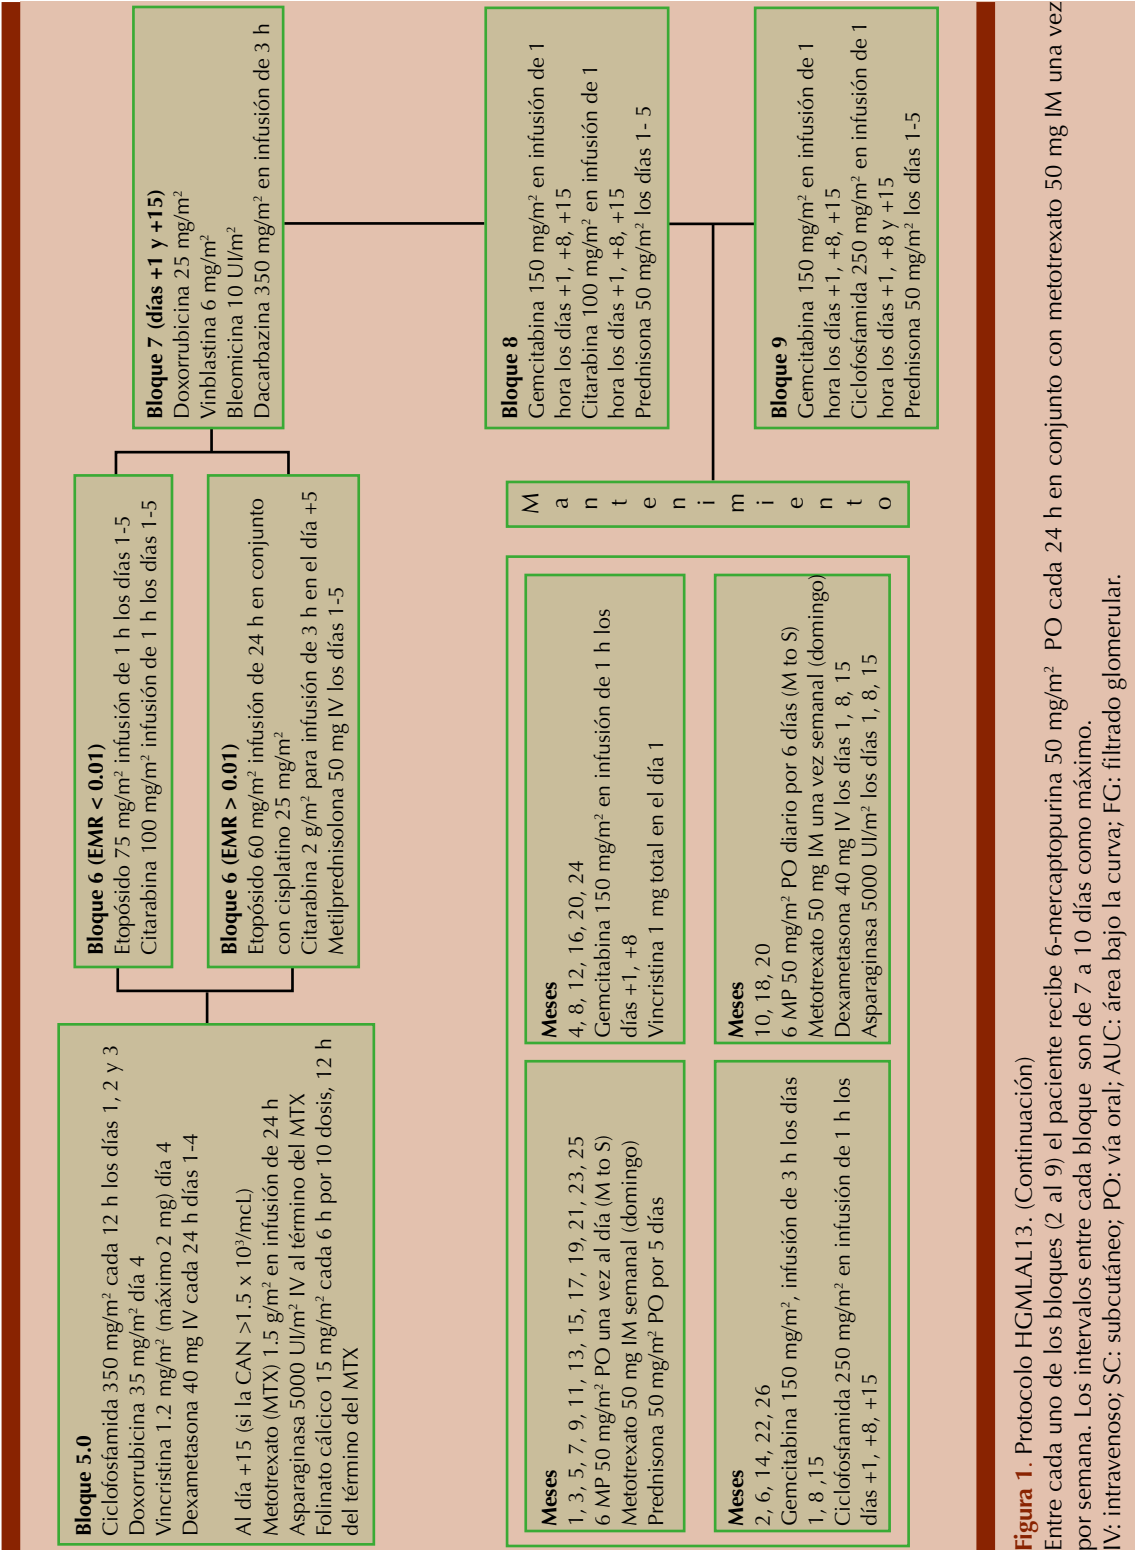 Bloque 5.0
Ciclofosfamida 350 mg/m² cada 12 h los días 1, 2 y 3
Doxorrubicina 35 mg/m² día 4
Vincristina 1.2 mg/m² (máximo 2 mg) día 4
Dexametasona 40 mg IV cada 24 h días 1-4
Al día +15 (si la CAN >1.5 x 10³/mcL)
Metotrexato (MTX) 1.5 g/m² en infusión de 24 h
Asparaginasa 5000 UI/m² IV al término del MTX
Folinato cálcico 15 mg/m² cada 6 h por 10 dosis, 12 h
del término del MTX
Bloque 6 (EMR < 0.01)
Etopósido 75 mg/m² infusión de 1 h los días 1-5
Citarabina 100 mg/m² infusión de 1 h los días 1-5
Bloque 6 (EMR > 0.01)
Etopósido 60 mg/m² infusión de 24 h en conjunto
con cisplatino 25 mg/m²
Citarabina 2 g/m² para infusión de 3 h en el día +5
Metilprednisolona 50 mg IV los días 1-5
Bloque 7 (días +1 y +15)
Doxorrubicina 25 mg/m²
Vinblastina 6 mg/m²
Bleomicina 10 UI/m²
Dacarbazina 350 mg/m² en infusión de 3 h
Bloque 8
Gemcitabina 150 mg/m² en infusión de 1
hora los días +1, +8, +15
Citarabina 100 mg/m² en infusión de 1
hora los días +1, +8, +15
Prednisona 50 mg/m² los días 1- 5
Bloque 9
Gemcitabina 150 mg/m² en infusión de 1
hora los días +1, +8, +15
Ciclofosfamida 250 mg/m² en infusión de 1
hora los días +1, +8 y +15
Prednisona 50 mg/m² los días 1-5
M
a
n
t
e
n
i
m
i
e
n
t
o
Meses
1, 3, 5, 7, 9, 11, 13, 15, 17, 19, 21, 23, 25
6 MP 50 mg/m² PO una vez al día (M to S)
Metotrexato 50 mg IM semanal (domingo)
Prednisona 50 mg/m² PO por 5 días
Meses
4, 8, 12, 16, 20, 24
Gemcitabina 150 mg/m² en infusión de 1 h los
días +1, +8
Vincristina 1 mg total en el día 1
Meses
2, 6, 14, 22, 26
Gemcitabina 150 mg/m², infusión de 3 h los días
1, 8 ,15
Ciclofosfamida 250 mg/m² en infusión de 1 h los
días +1, +8, +15
Meses
10, 18, 20
6 MP 50 mg/m² PO diario por 6 días (M to S)
Metotrexato 50 mg IM una vez semanal (domingo)
Dexametasona 40 mg IV los días 1, 8, 15
Asparaginasa 5000 UI/m² los días 1, 8, 15
Figura 1. Protocolo HGMLAL13. (Continuación)
Entre cada uno de los bloques (2 al 9) el paciente recibe 6-mercaptopurina 50 mg/m² PO cada 24 h en conjunto con metotrexato 50 mg IM una vez
por semana. Los intervalos entre cada bloque son de 7 a 10 días como máximo.
IV: intravenoso; SC: subcutáneo; PO: vía oral; AUC: área bajo la curva; FG: filtrado glomerular.